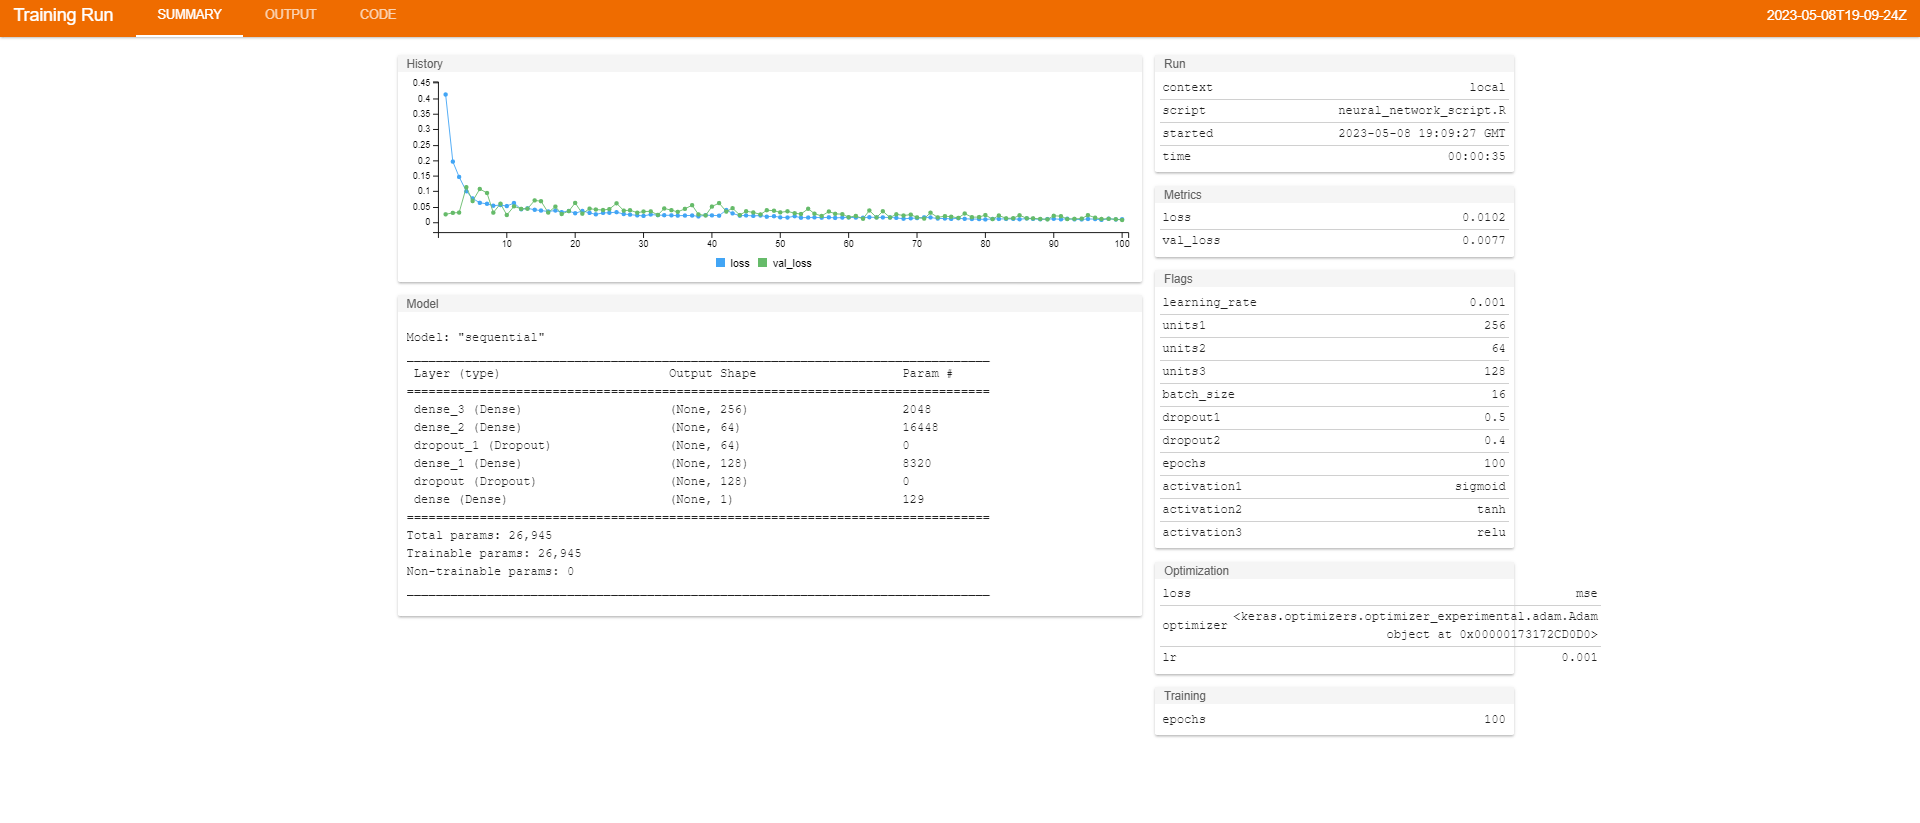 Training Run SUMMARY OUTPUT CODE 2023-05-08T19-09-24Z
History
0.45
0.4
0.35
0.3
0.25
0.2
0.15
0.1
0.05
0
10 20 30 40 50 60 70 80 90 100
loss val_loss
Model
Model: "sequential"
Layer (type) Output Shape Param #
dense_3 (Dense) (None, 256) 2048
dense_2 (Dense) (None, 64) 16448
dropout_1 (Dropout) (None, 64) 0
dense_1 (Dense) (None, 128) 8320
dropout (Dropout) (None, 128) 0
dense (Dense) (None, 1) 129
Total params: 26,945
Trainable params: 26,945
Non-trainable params: 0
Run
context local
script neural_network_script.R
started 2023-05-08 19:09:27 GMT
time 00:00:35
Metrics
loss 0.0102
val_loss 0.0077
Flags
learning_rate 0.001
units1 256
units2 64
units3 128
batch_size 16
dropout1 0.5
dropout2 0.4
epochs 100
activation1 sigmoid
activation2 tanh
activation3 relu
Optimization
loss mse
optimizer <keras.optimizers.optimizer_experimental.adam.Adam
object at 0x00000173172CD0D0>
lr 0.001
Training
epochs 100